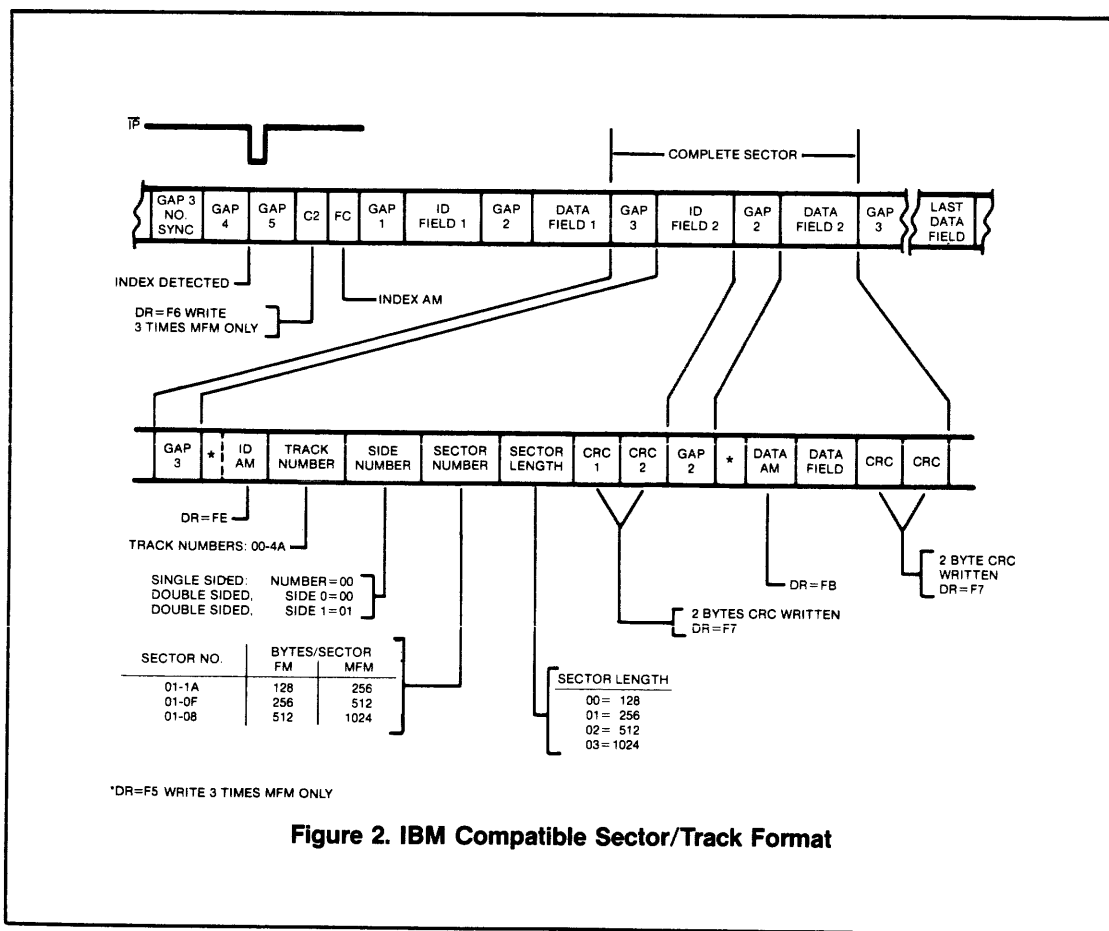 IP
COMPLETE SECTOR
GAP 3 NO. SYNC
GAP 4
GAP 5
C2
FC
GAP 1
ID FIELD 1
GAP 2
DATA FIELD 1
GAP 3
ID FIELD 2
GAP 2
DATA FIELD 2
GAP 3
LAST DATA FIELD
INDEX DETECTED
INDEX AM
DR=F6 WRITE
3 TIMES MFM ONLY
GAP 3
*
ID AM
TRACK NUMBER
SIDE NUMBER
SECTOR NUMBER
SECTOR LENGTH
CRC 1
CRC 2
GAP 2
*
DATA AM
DATA FIELD
CRC
CRC
DR=FE
TRACK NUMBERS: 00-4A
SINGLE SIDED: NUMBER=00
DOUBLE SIDED, SIDE 0=00
DOUBLE SIDED, SIDE 1=01
DR=FB
2 BYTE CRC
WRITTEN
DR=F7
2 BYTES CRC WRITTEN
DR=F7
SECTOR NO. BYTES/SECTOR
FM MFM
01-1A 128 256
01-0F 256 512
01-08 512 1024
SECTOR LENGTH
00= 128
01= 256
02= 512
03=1024
*DR=F5 WRITE 3 TIMES MFM ONLY
Figure 2. IBM Compatible Sector/Track Format